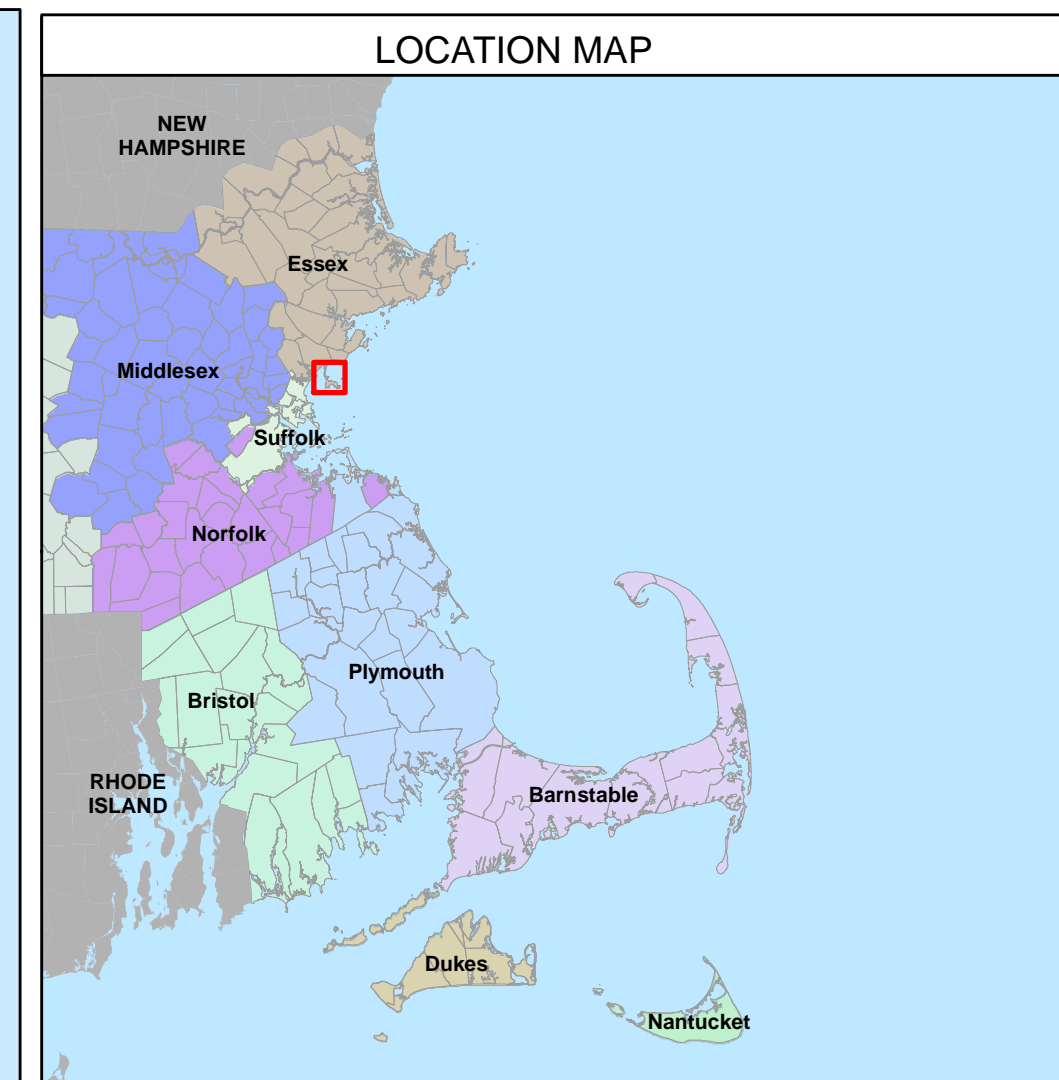 LOCATION MAP
NEW
HAMPSHIRE
Essex
Middlesex
Suffolk
Norfolk
Plymouth
Bristol
RHODE
ISLAND
Barnstable
Dukes
Nantucket